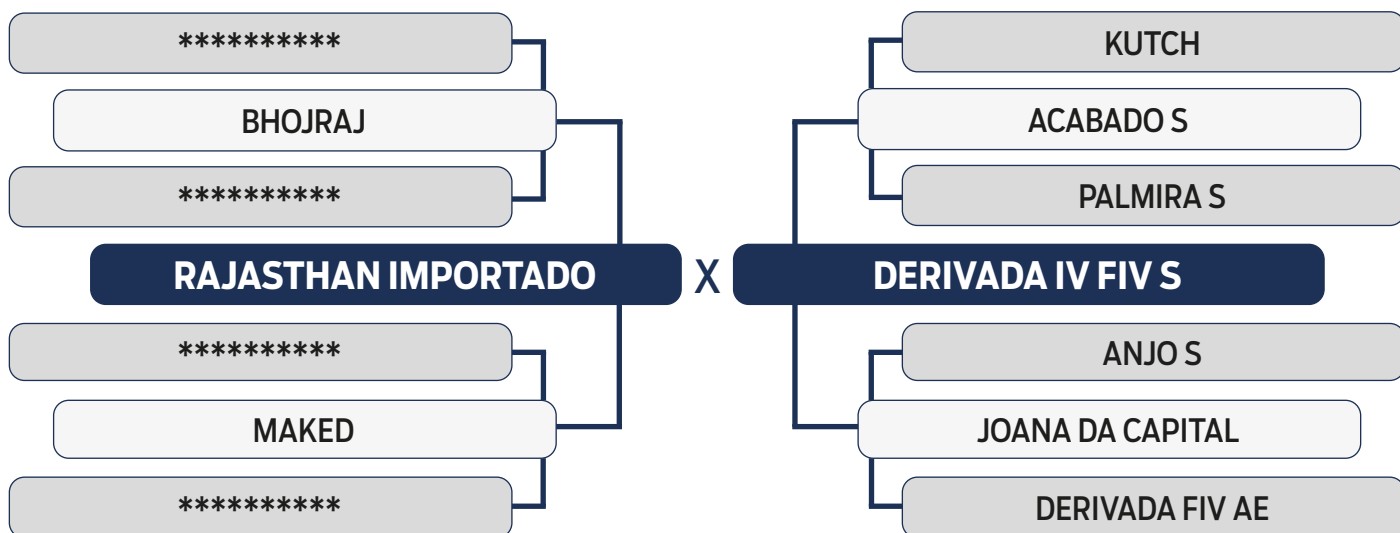 **********
KUTCH
BHOJRAJ
ACABADO S
**********
PALMIRA S
RAJASTHAN IMPORTADO X DERIVADA IV FIV S
**********
ANJO S
MAKED
JOANA DA CAPITAL
**********
DERIVADA FIV AE